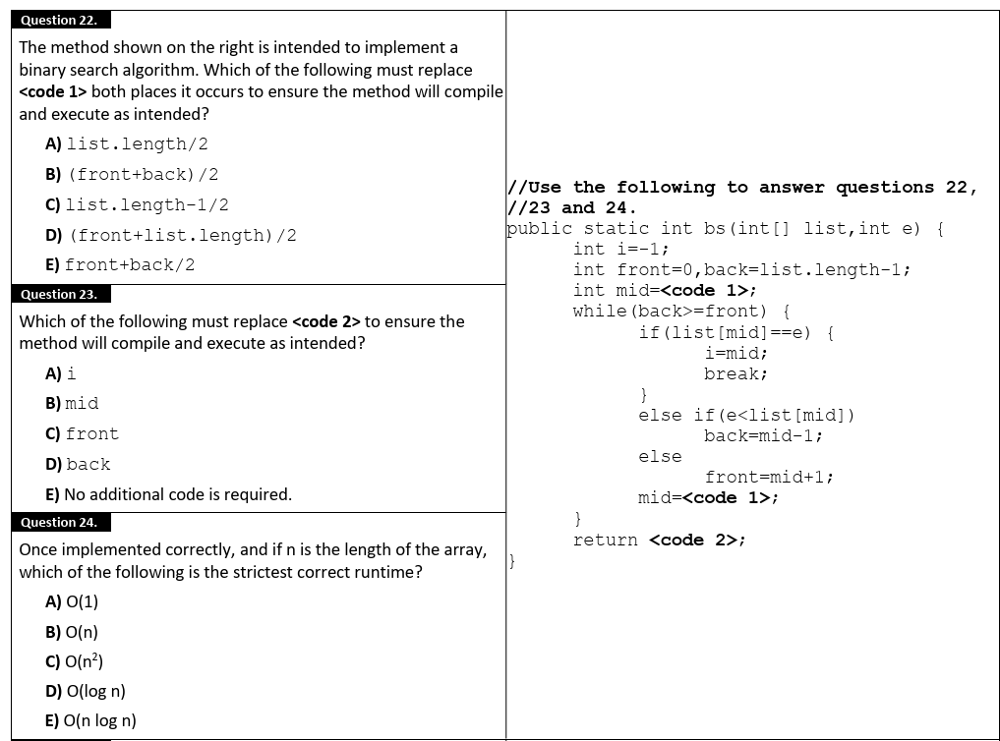 Question 22.
The method shown on the right is intended to implement a
binary search algorithm. Which of the following must replace
<code 1> both places it occurs to ensure the method will compile
and execute as intended?
A) list.length/2
B) (front+back)/2
C) list.length-1/2
D) (front+list.length)/2
E) front+back/2
Question 23.
Which of the following must replace <code 2> to ensure the
method will compile and execute as intended?
A) i
B) mid
C) front
D) back
E) No additional code is required.
Question 24.
Once implemented correctly, and if n is the length of the array,
which of the following is the strictest correct runtime?
A) O(1)
B) O(n)
C) O(n²)
D) O(log n)
E) O(n log n)
//Use the following to answer questions 22,
//23 and 24.
public static int bs(int[] list,int e) {
int i=-1;
int front=0,back=list.length-1;
int mid=<code 1>;
while(back>=front) {
if(list[mid]==e) {
i=mid;
break;
}
else if(e<list[mid])
back=mid-1;
else
front=mid+1;
mid=<code 1>;
}
return <code 2>;
}